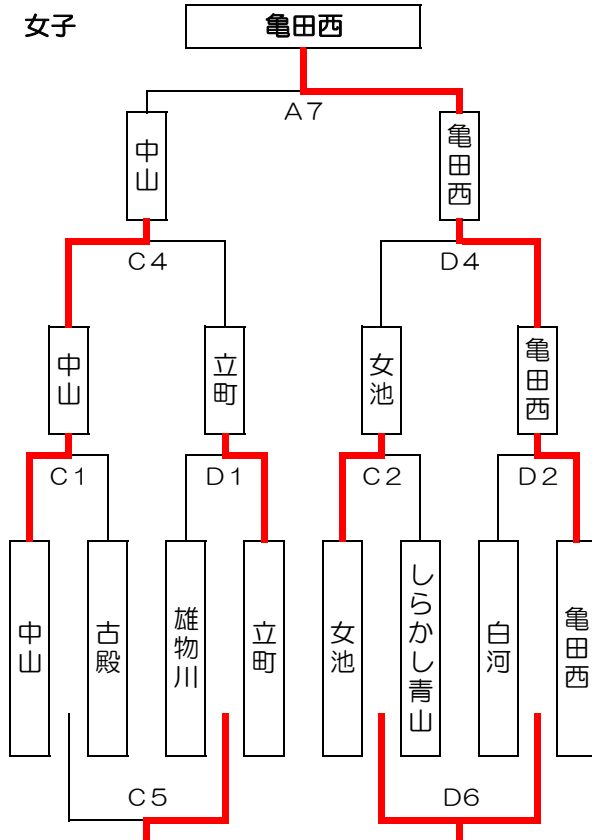 女子
亀田西
A7
中山
亀田西
C4
D4
中山
立町
女池
亀田西
C1
D1
C2
D2
中山
古殿
雄物川
立町
女池
しらかし青山
白河
亀田西
C5
D6